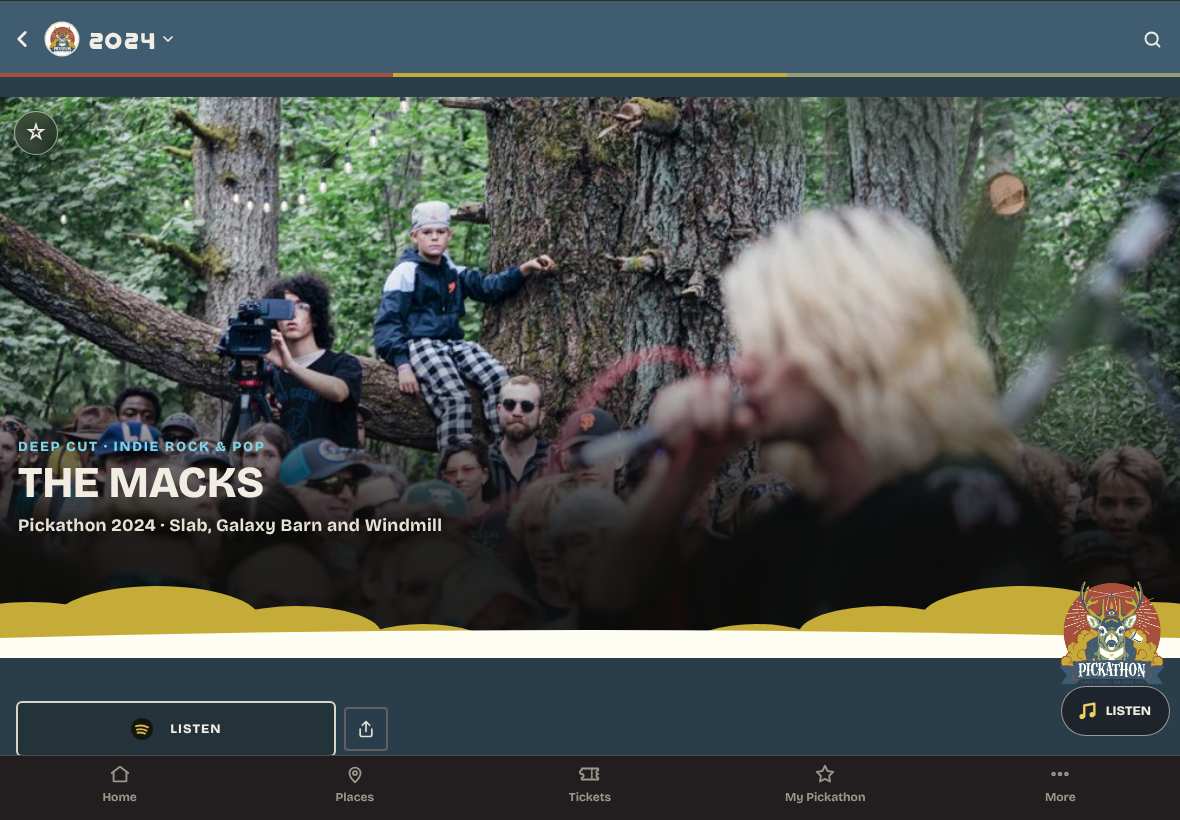 2024
DEEP CUT · INDIE ROCK & POP
THE MACKS
Pickathon 2024 · Slab, Galaxy Barn and Windmill
PICKATHON
LISTEN
LISTEN
Home
Places
Tickets
My Pickathon
More